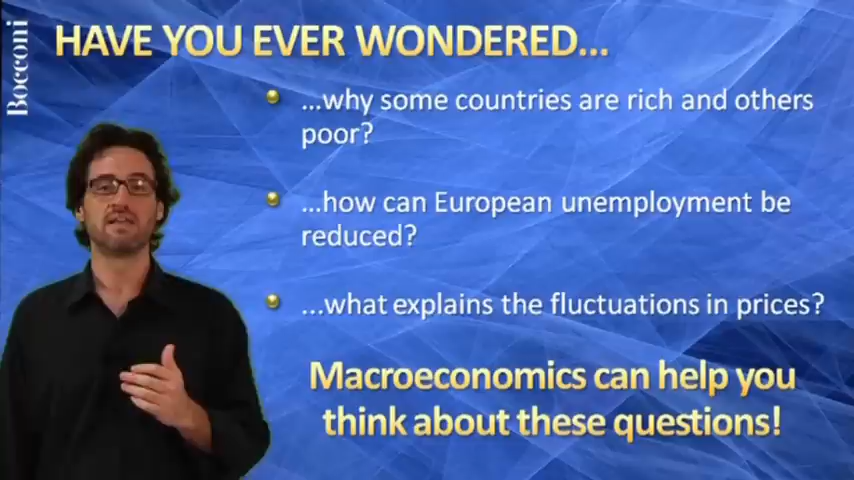 Bocconi
HAVE YOU EVER WONDERED...
...why some countries are rich and others
poor?
...how can European unemployment be
reduced?
...what explains the fluctuations in prices?
Macroeconomics can help you
think about these questions!